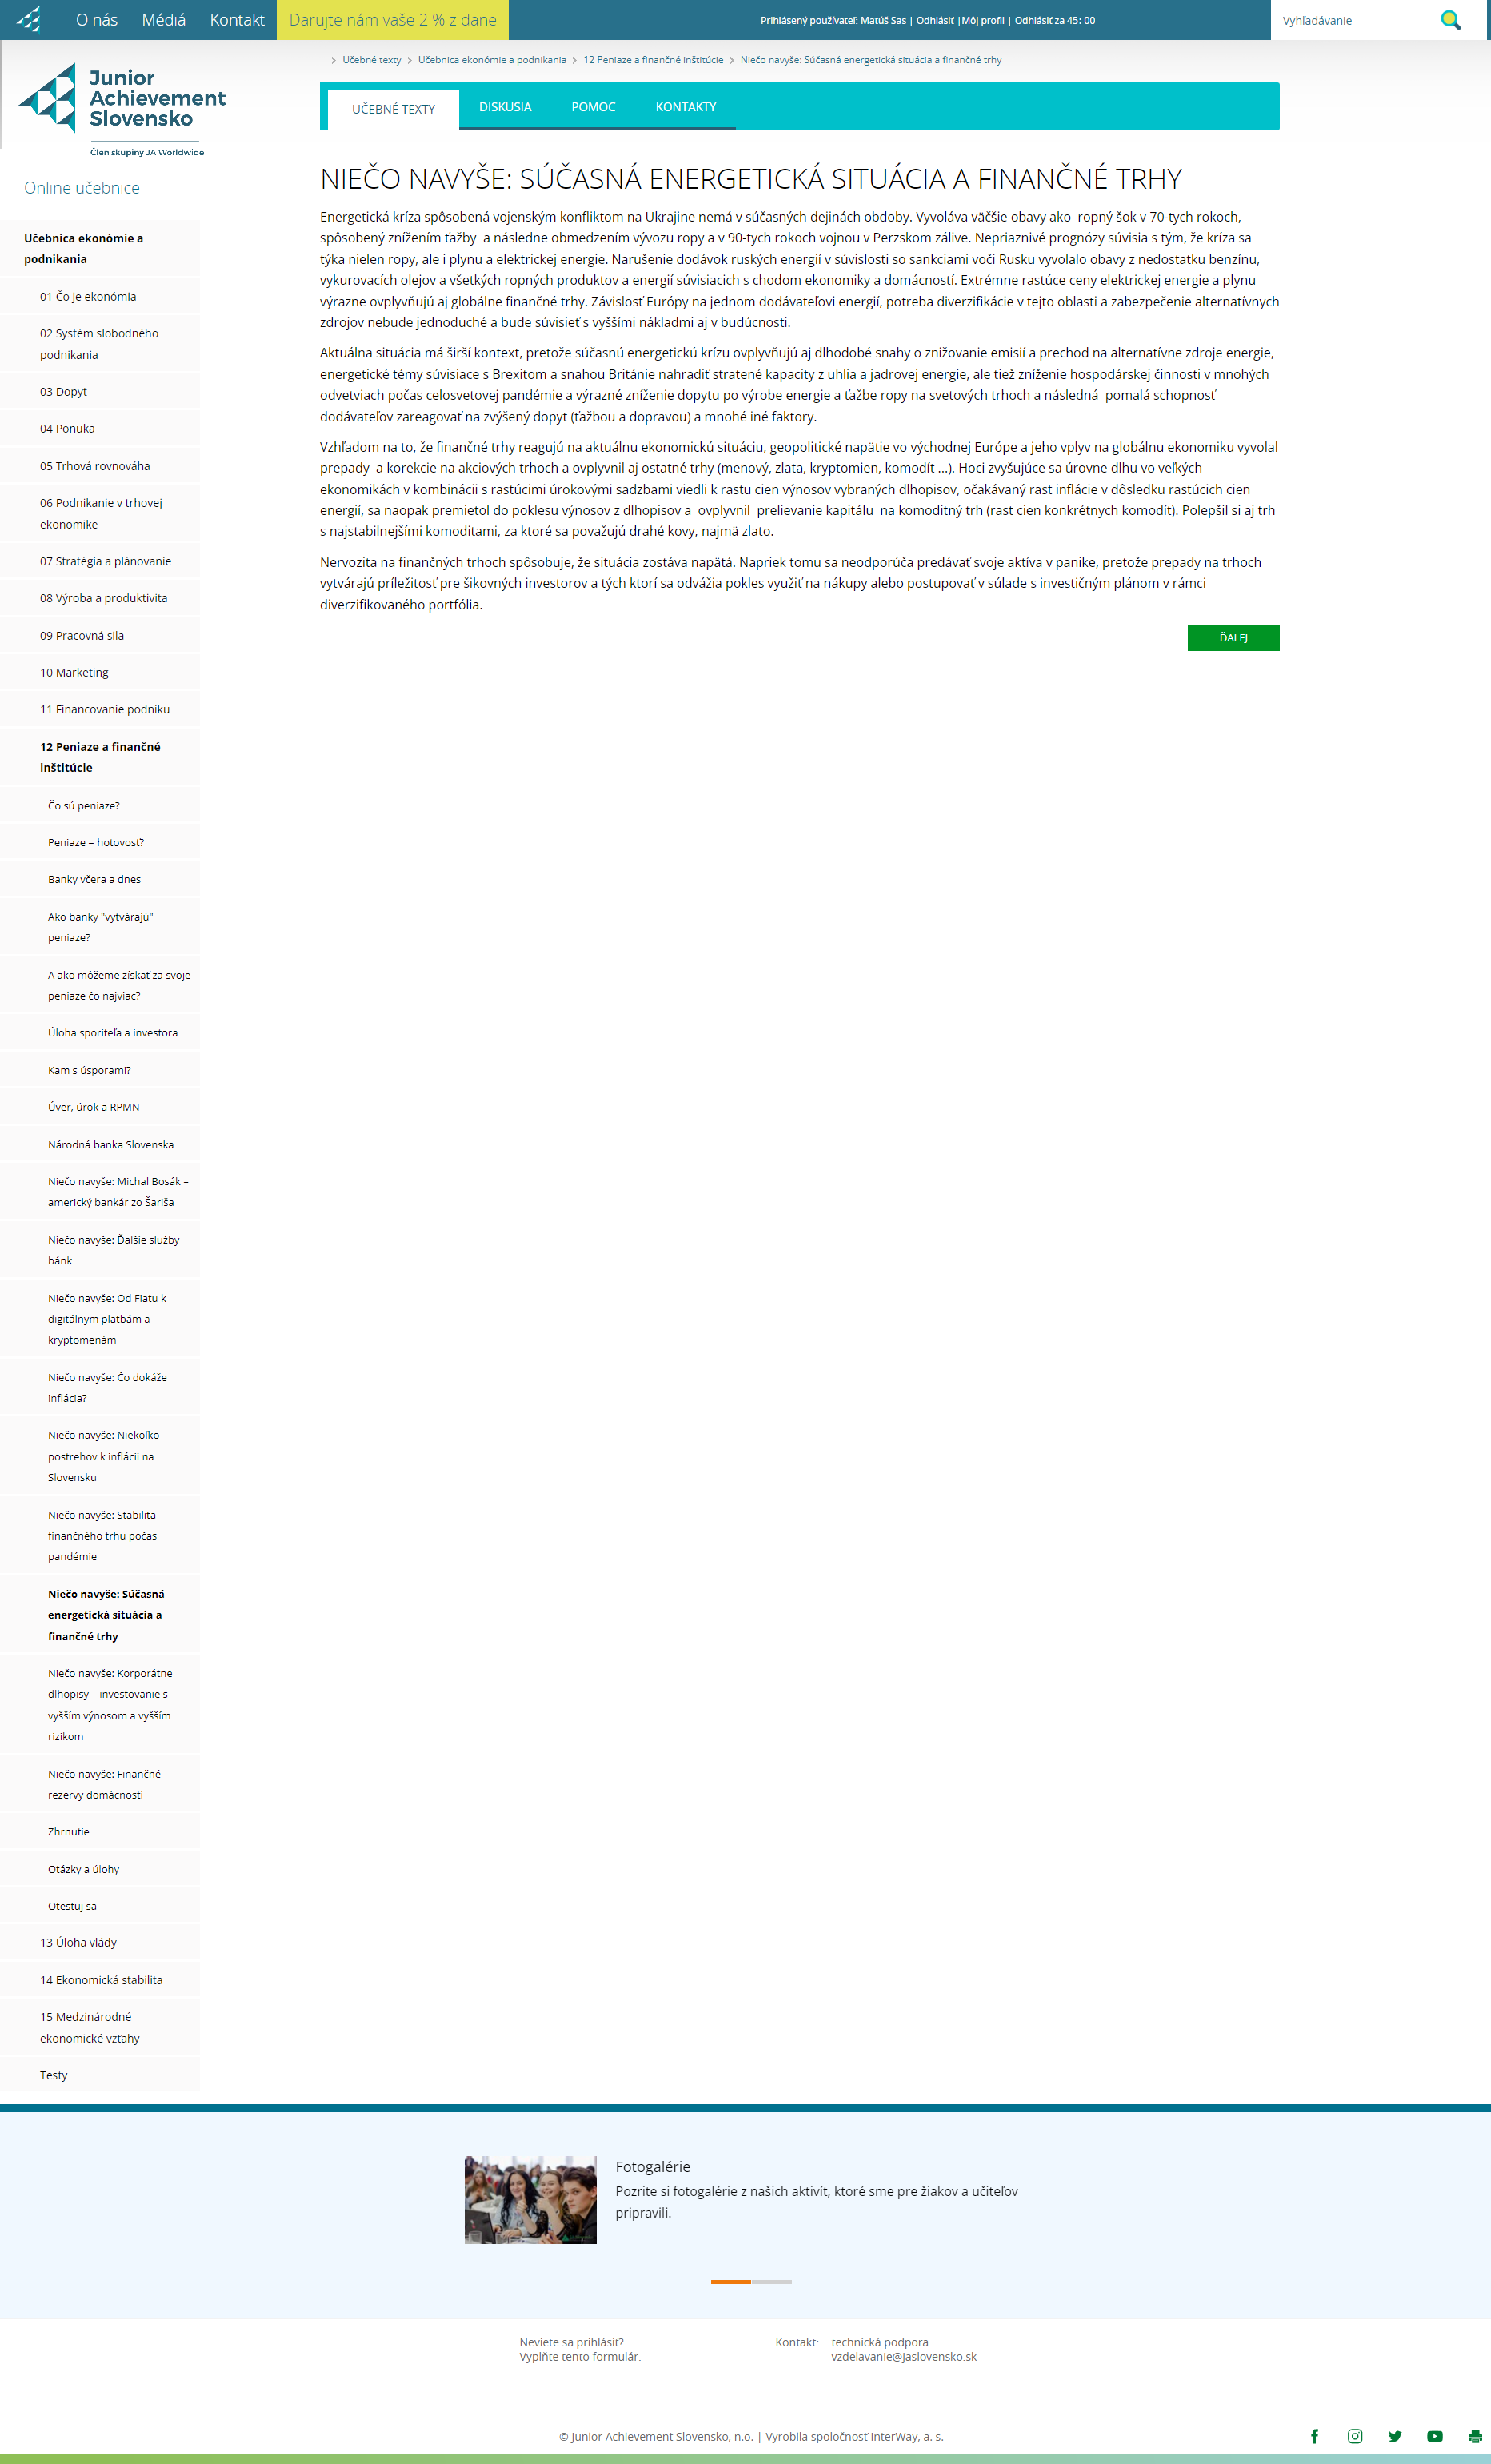 O nás
Médiá
Kontakt
Darujte nám vaše 2 % z dane
Prihlásený používateľ: Matúš Sas | Odhlásiť |Môj profil | Odhlásiť za 45: 00
Vyhľadávanie
Junior
Achievement
Slovensko
Člen skupiny JA Worldwide
Učebné texty
Učebnica ekonómie a podnikania
12 Peniaze a finančné inštitúcie
Niečo navyše: Súčasná energetická situácia a finančné trhy
UČEBNÉ TEXTY
DISKUSIA
POMOC
KONTAKTY
Online učebnice
Učebnica ekonómie a
podnikania
01 Čo je ekonómia
02 Systém slobodného
podnikania
03 Dopyt
04 Ponuka
05 Trhová rovnováha
06 Podnikanie v trhovej
ekonomike
07 Stratégia a plánovanie
08 Výroba a produktivita
09 Pracovná sila
10 Marketing
11 Financovanie podniku
12 Peniaze a finančné
inštitúcie
Čo sú peniaze?
Peniaze = hotovosť?
Banky včera a dnes
Ako banky "vytvárajú"
peniaze?
A ako môžeme získať za svoje
peniaze čo najviac?
Úloha sporiteľa a investora
Kam s úsporami?
Úver, úrok a RPMN
Národná banka Slovenska
Niečo navyše: Michal Bosák –
americký bankár zo Šariša
Niečo navyše: Ďalšie služby
bánk
Niečo navyše: Od Fiatu k
digitálnym platbám a
kryptomenám
Niečo navyše: Čo dokáže
inflácia?
Niečo navyše: Niekoľko
postrehov k inflácii na
Slovensku
Niečo navyše: Stabilita
finančného trhu počas
pandémie
Niečo navyše: Súčasná
energetická situácia a
finančné trhy
Niečo navyše: Korporátne
dlhopisy – investovanie s
vyšším výnosom a vyšším
rizikom
Niečo navyše: Finančné
rezervy domácností
Zhrnutie
Otázky a úlohy
Otestuj sa
13 Úloha vlády
14 Ekonomická stabilita
15 Medzinárodné
ekonomické vzťahy
Testy
NIEČO NAVYŠE: SÚČASNÁ ENERGETICKÁ SITUÁCIA A FINANČNÉ TRHY
Energetická kríza spôsobená vojenským konfliktom na Ukrajine nemá v súčasných dejinách obdoby. Vyvoláva väčšie obavy ako  ropný šok v 70-tych rokoch,
spôsobený znížením ťažby  a následne obmedzením vývozu ropy a v 90-tych rokoch vojnou v Perzskom zálive. Nepriaznivé prognózy súvisia s tým, že kríza sa
týka nielen ropy, ale i plynu a elektrickej energie. Narušenie dodávok ruských energií v súvislosti so sankciami voči Rusku vyvolalo obavy z nedostatku benzínu,
vykurovacích olejov a všetkých ropných produktov a energií súvisiacich s chodom ekonomiky a domácností. Extrémne rastúce ceny elektrickej energie a plynu
výrazne ovplyvňujú aj globálne finančné trhy. Závislosť Európy na jednom dodávateľovi energií, potreba diverzifikácie v tejto oblasti a zabezpečenie alternatívnych
zdrojov nebude jednoduché a bude súvisieť s vyššími nákladmi aj v budúcnosti.
Aktuálna situácia má širší kontext, pretože súčasnú energetickú krízu ovplyvňujú aj dlhodobé snahy o znižovanie emisií a prechod na alternatívne zdroje energie,
energetické témy súvisiace s Brexitom a snahou Británie nahradiť stratené kapacity z uhlia a jadrovej energie, ale tiež zníženie hospodárskej činnosti v mnohých
odvetviach počas celosvetovej pandémie a výrazné zníženie dopytu po výrobe energie a ťažbe ropy na svetových trhoch a následná  pomalá schopnosť
dodávateľov zareagovať na zvýšený dopyt (ťažbou a dopravou) a mnohé iné faktory.
Vzhľadom na to, že finančné trhy reagujú na aktuálnu ekonomickú situáciu, geopolitické napätie vo východnej Európe a jeho vplyv na globálnu ekonomiku vyvolal
prepady  a korekcie na akciových trhoch a ovplyvnil aj ostatné trhy (menový, zlata, kryptomien, komodít ...). Hoci zvyšujúce sa úrovne dlhu vo veľkých
ekonomikách v kombinácii s rastúcimi úrokovými sadzbami viedli k rastu cien výnosov vybraných dlhopisov, očakávaný rast inflácie v dôsledku rastúcich cien
energií, sa naopak premietol do poklesu výnosov z dlhopisov a  ovplyvnil  prelievanie kapitálu  na komoditný trh (rast cien konkrétnych komodít). Polepšil si aj trh
s najstabilnejšími komoditami, za ktoré sa považujú drahé kovy, najmä zlato.
Nervozita na finančných trhoch spôsobuje, že situácia zostáva napätá. Napriek tomu sa neodporúča predávať svoje aktíva v panike, pretože prepady na trhoch
vytvárajú príležitosť pre šikovných investorov a tých ktorí sa odvážia pokles využiť na nákupy alebo postupovať v súlade s investičným plánom v rámci
diverzifikovaného portfólia.
ĎALEJ
Fotogalérie
Pozrite si fotogalérie z našich aktivít, ktoré sme pre žiakov a učiteľov
pripravili.
Neviete sa prihlásiť?
Vyplňte tento formulár.
Kontakt:
technická podpora
vzdelavanie@jaslovensko.sk
© Junior Achievement Slovensko, n.o. | Vyrobila spoločnosť InterWay, a. s.